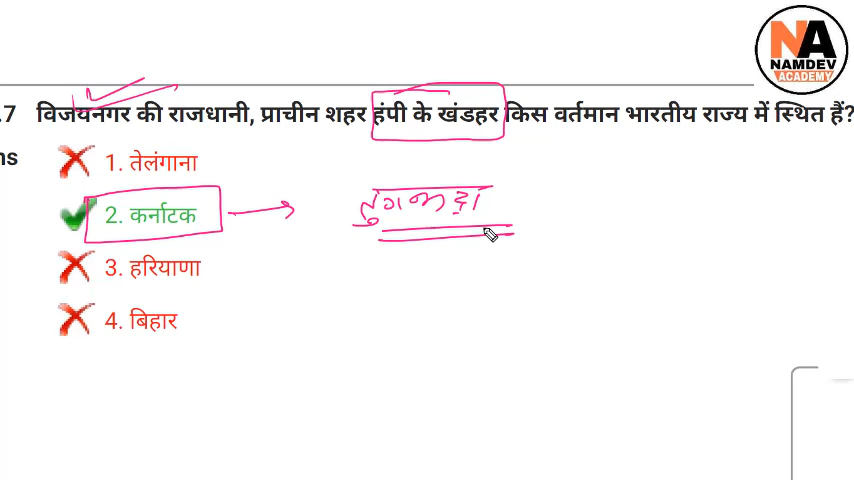 NA
NAMDEV
ACADEMY
.7 विजयनगर की राजधानी, प्राचीन शहर हंपी के खंडहर किस वर्तमान भारतीय राज्य में स्थित हैं?
ns
1. तेलंगाना
2. कर्नाटक
तुंगभद्रा
3. हरियाणा
4. बिहार